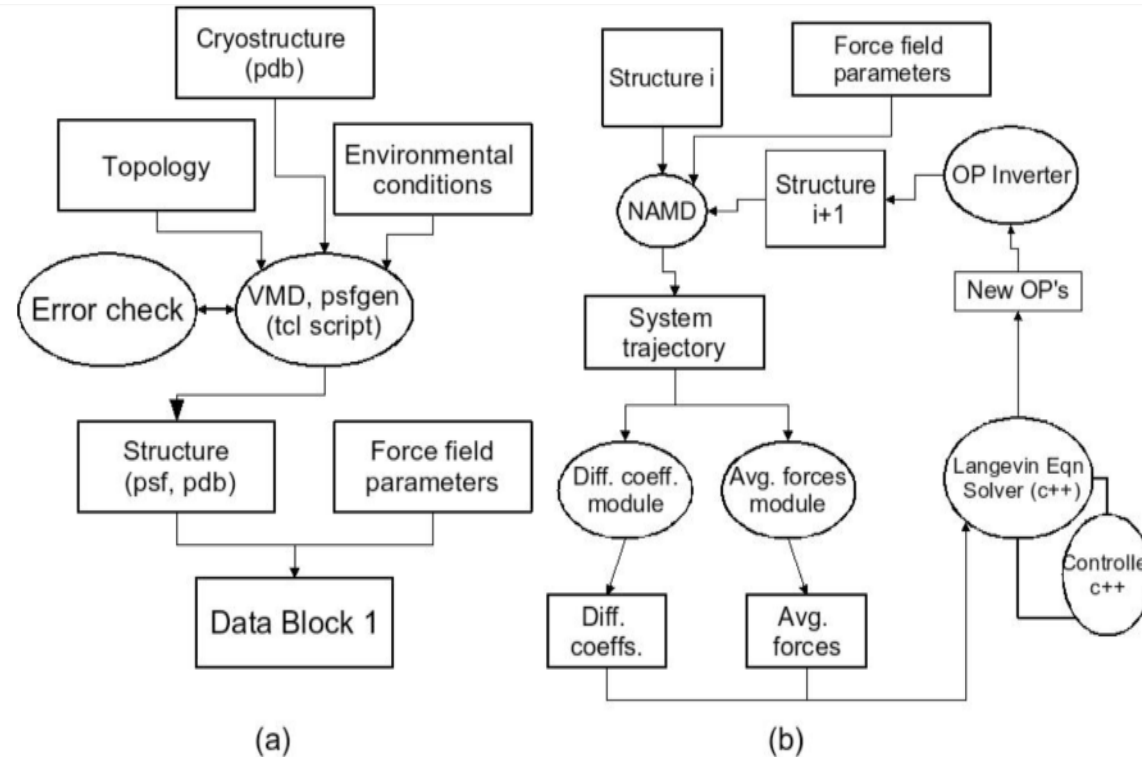 Cryostructure
(pdb)
Topology
Environmental
conditions
Error check
VMD, psfgen
(tcl script)
Structure
(psf, pdb)
Force field
parameters
Data Block 1
(a)
Structure i
Force field
parameters
NAMD
Structure
i+1
OP Inverter
New OP's
System
trajectory
Diff. coeff.
module
Avg. forces
module
Langevin Eqn
Solver (c++)
Controlle
c++
Diff.
coeffs.
Avg.
forces
(b)